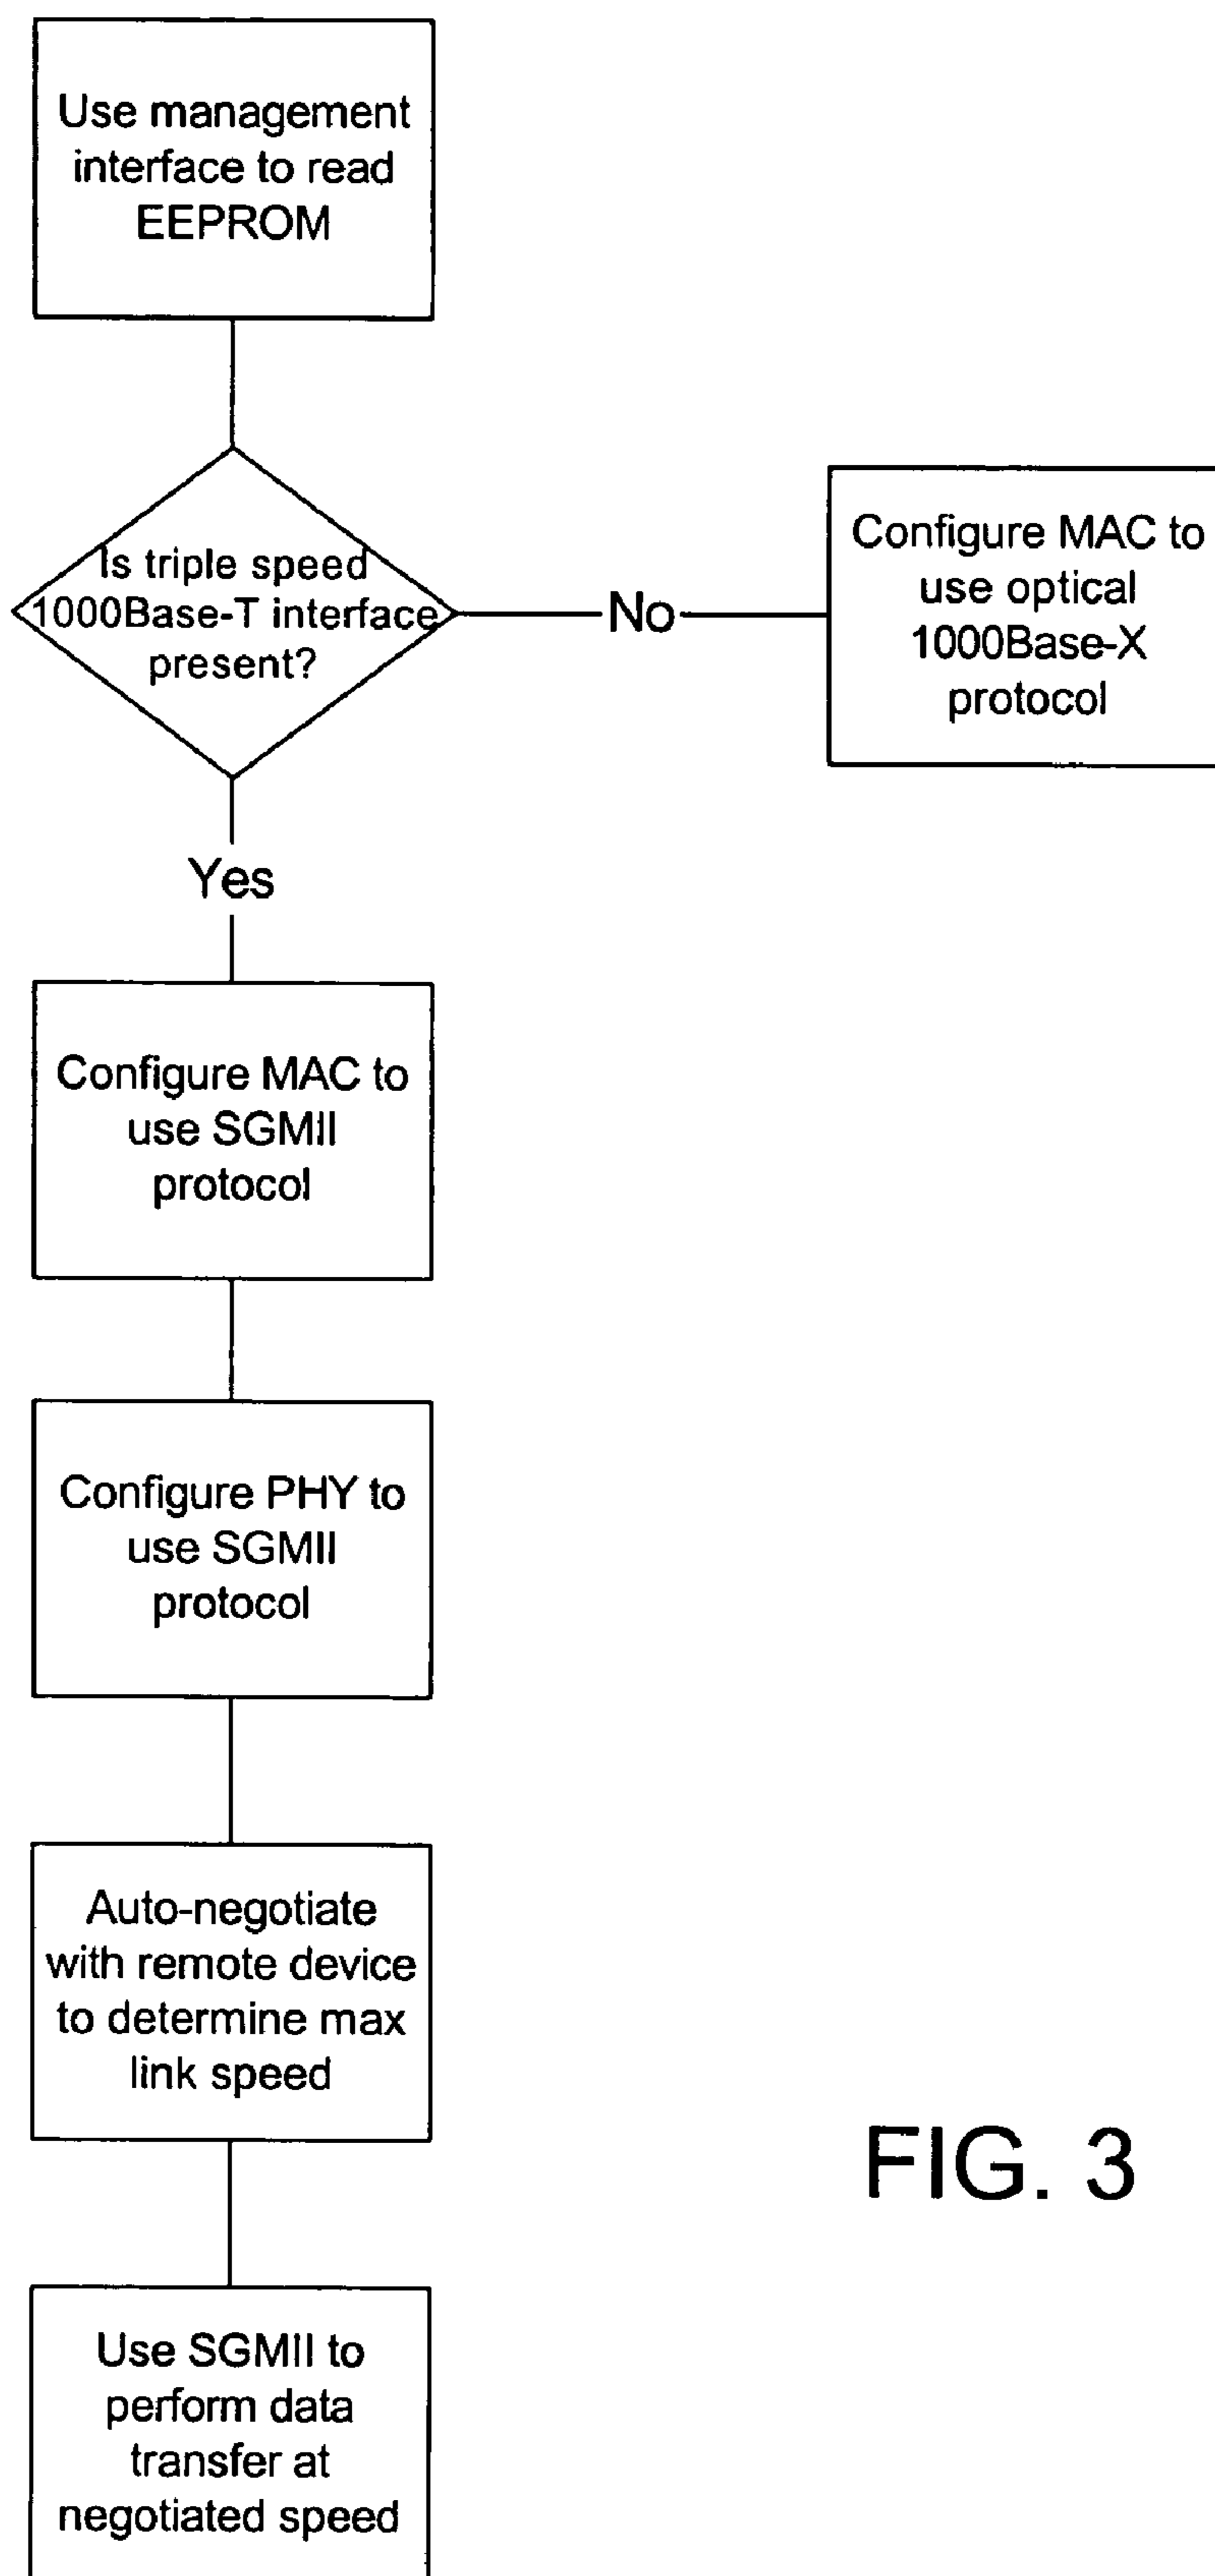 Use management
interface to read
EEPROM
Is triple speed
1000Base-T interface
present?
No
Configure MAC to
use optical
1000Base-X
protocol
Yes
Configure MAC to
use SGMII
protocol
Configure PHY to
use SGMII
protocol
Auto-negotiate
with remote device
to determine max
link speed
FIG. 3
Use SGMII to
perform data
transfer at
negotiated speed